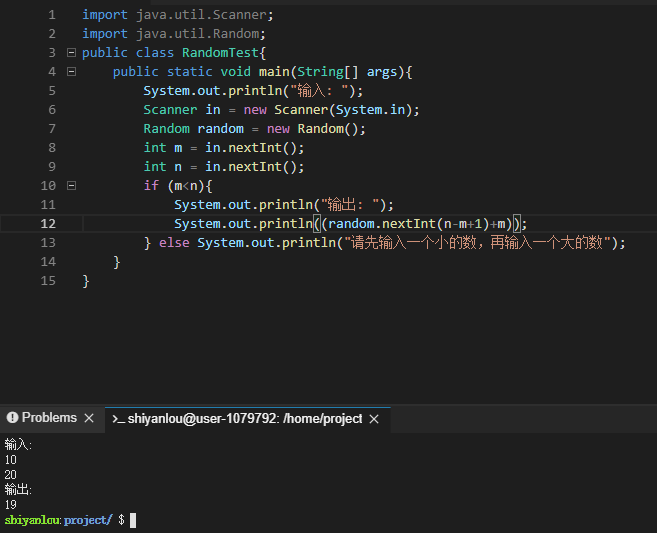 1 import java.util.Scanner;
2 import java.util.Random;
3 public class RandomTest{
4 public static void main(String[] args){
5 System.out.println("输入: ");
6 Scanner in = new Scanner(System.in);
7 Random random = new Random();
8 int m = in.nextInt();
9 int n = in.nextInt();
10 if (m<n){
11 System.out.println("输出: ");
12 System.out.println((random.nextInt(n-m+1)+m));
13 } else System.out.println("请先输入一个小的数，再输入一个大的数");
14 }
15 }
Problems × >_ shiyanlou@user-1079792: /home/project ×
输入:
10
20
输出:
19
shiyanlou:project/ $